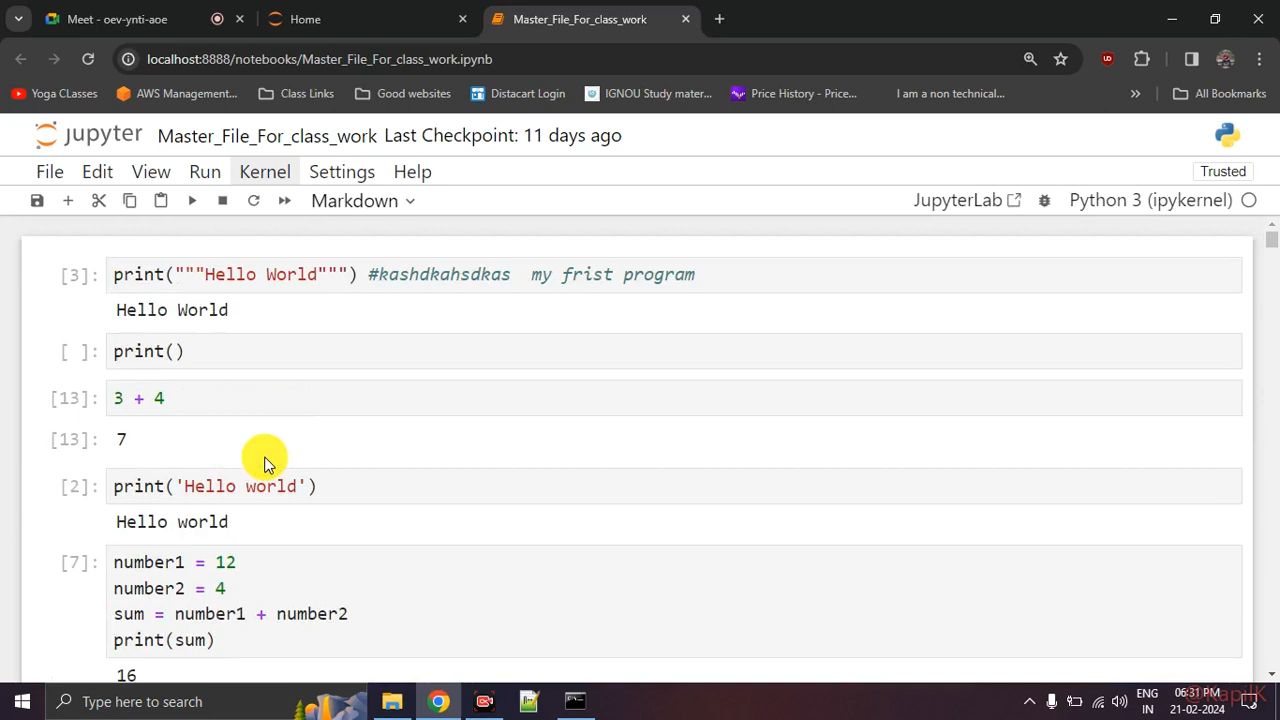 Meet - oev-ynti-aoe
Home
Master_File_For_class_work
localhost:8888/notebooks/Master_File_For_class_work.ipynb
Yoga Classes
AWS Management...
Class Links
Good websites
Distacart Login
IGNOU Study mater...
Price History - Price...
I am a non technical...
All Bookmarks
jupyter Master_File_For_class_work Last Checkpoint: 11 days ago
File Edit View Run Kernel Settings Help
Trusted
Markdown
JupyterLab
Python 3 (ipykernel)
[3]: print("""Hello World""") #kashdkahsdkas  my frist program
Hello World
[ ]: print()
[13]: 3 + 4
[13]: 7
[2]: print('Hello world')
Hello world
[7]: number1 = 12
number2 = 4
sum = number1 + number2
print(sum)
16
Type here to search
ENG
IN
06:31 PM
21-02-2024
@KapilK